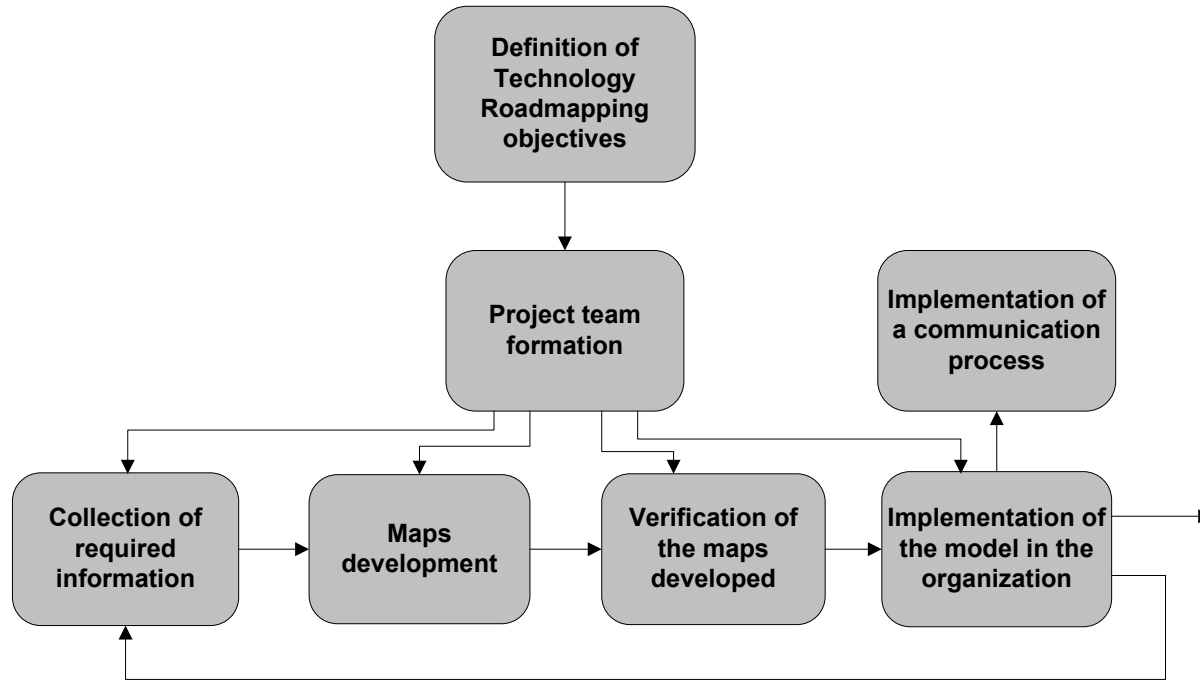 Definition of
Technology
Roadmapping
objectives
Project team
formation
Implementation of
a communication
process
Collection of
required
information
Maps
development
Verification of
the maps
developed
Implementation of
the model in the
organization